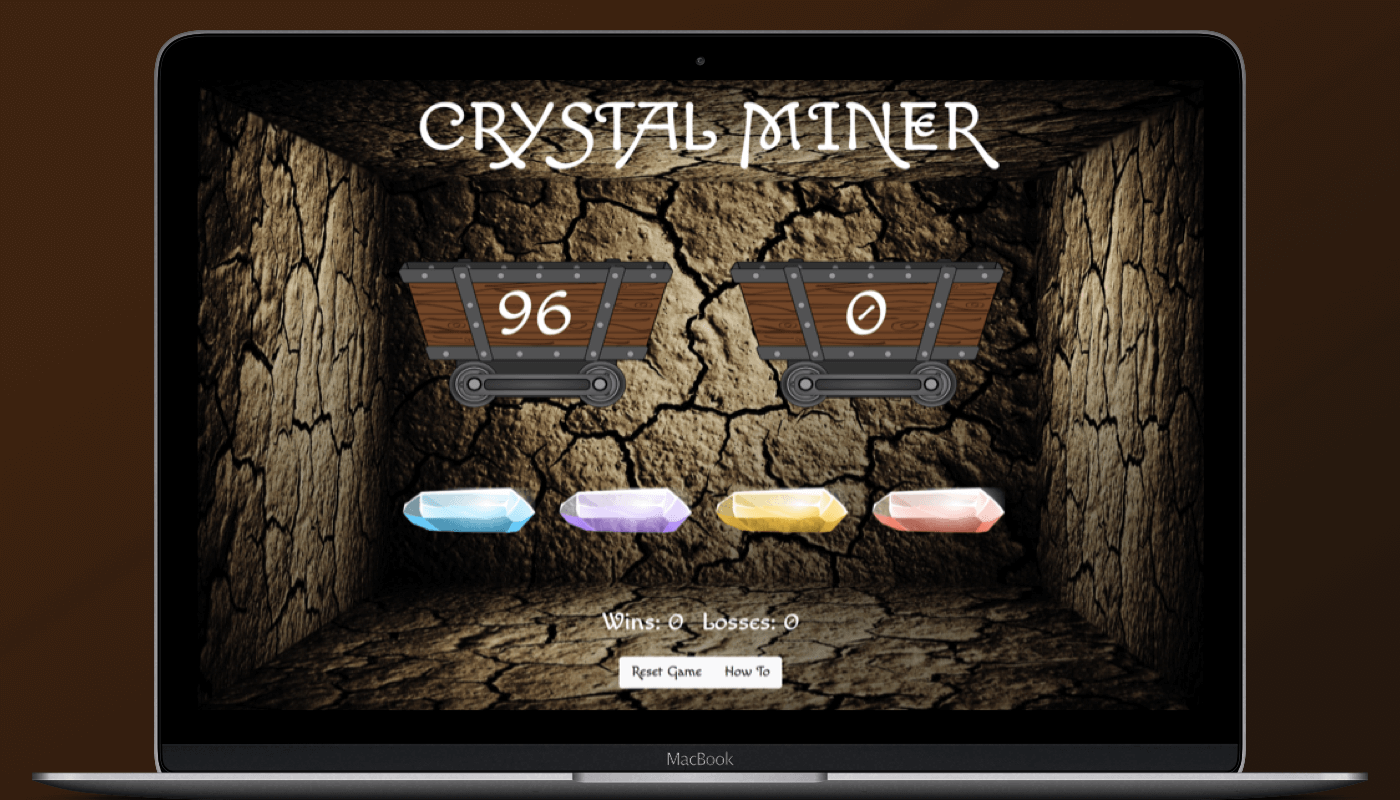 CRYSTAL MINER
96
0
Wins: 0 Losses: 0
Reset Game How To
MacBook